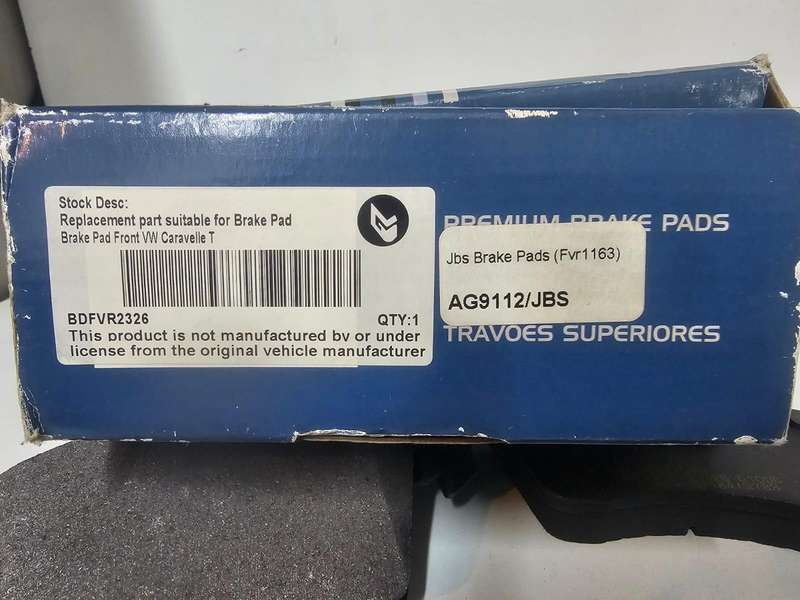 Stock Desc:
Replacement part suitable for Brake Pad
Brake Pad Front VW Caravelle T
BDFVR2326 QTY:1
This product is not manufactured by or under
license from the original vehicle manufacturer
PREMIUM BRAKE PADS
Jbs Brake Pads (Fvr1163)
AG9112/JBS
TRAVOES SUPERIORES